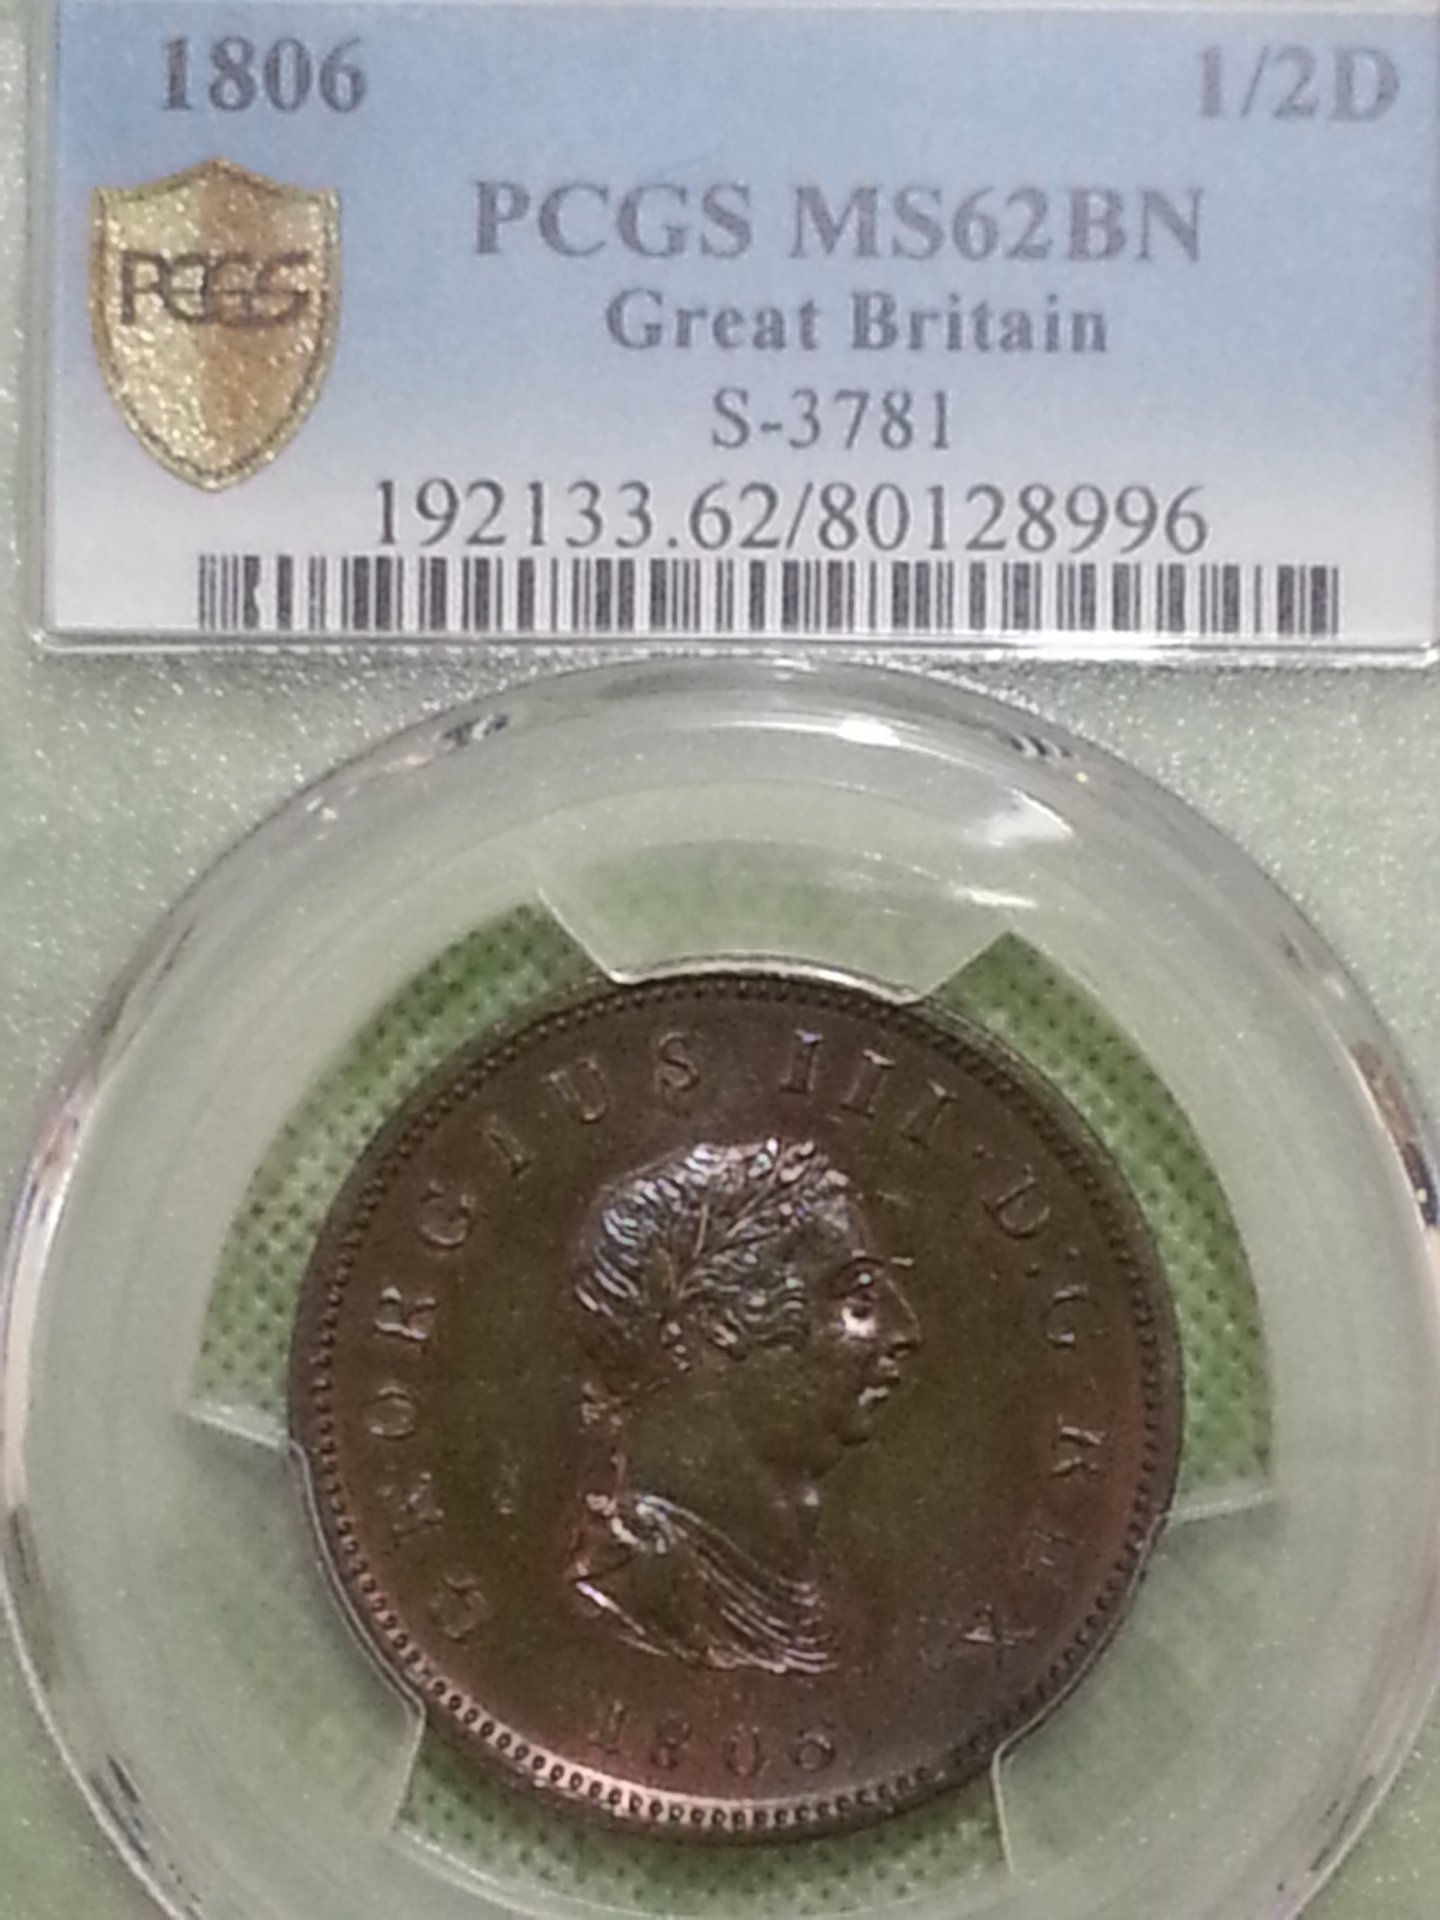 1806 1/2D
PCGS MS62BN
PCGS
Great Britain
S-3781
192133.62/80128996
GEORGIUS III·D·G·REX
1806